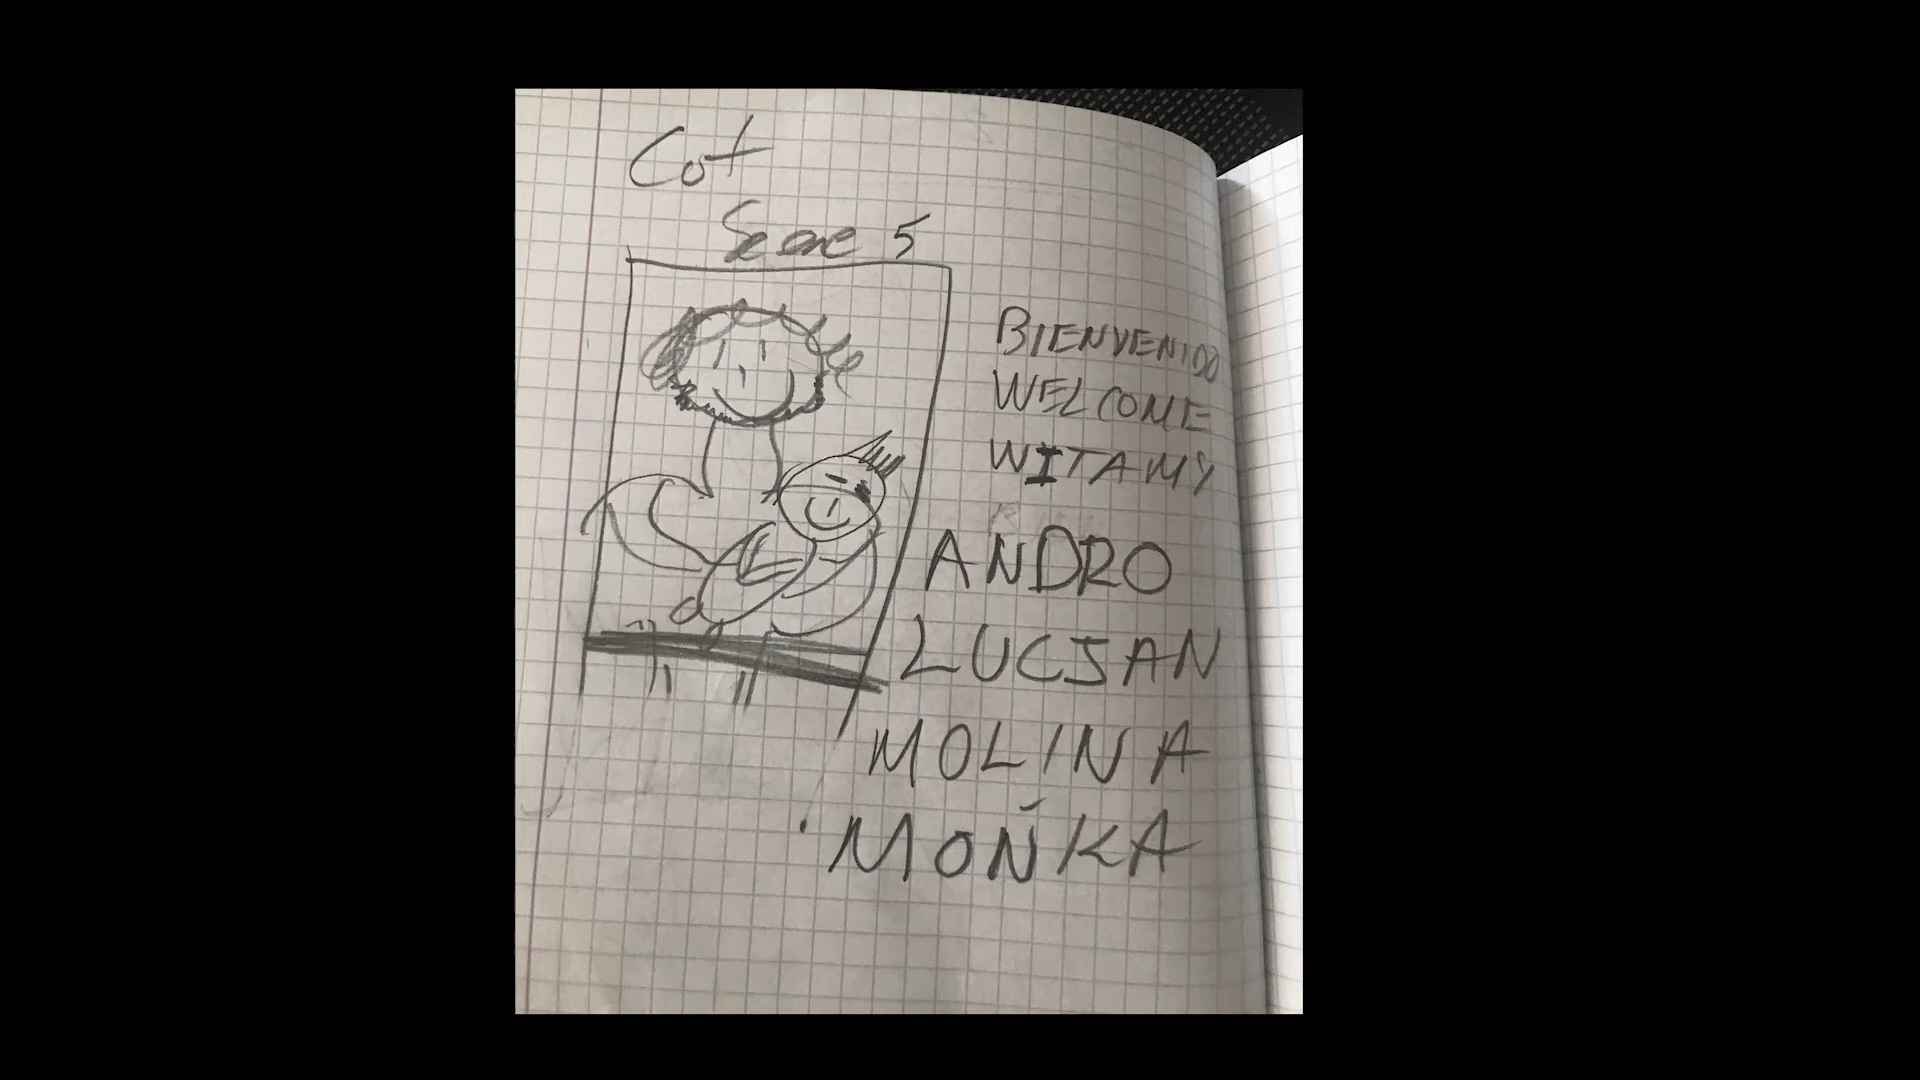 Cot
Scene 5
BIENVENIDO
WELCOME
WITAMY
ANDRO
LUCJAN
MOLINA
MOŃKA